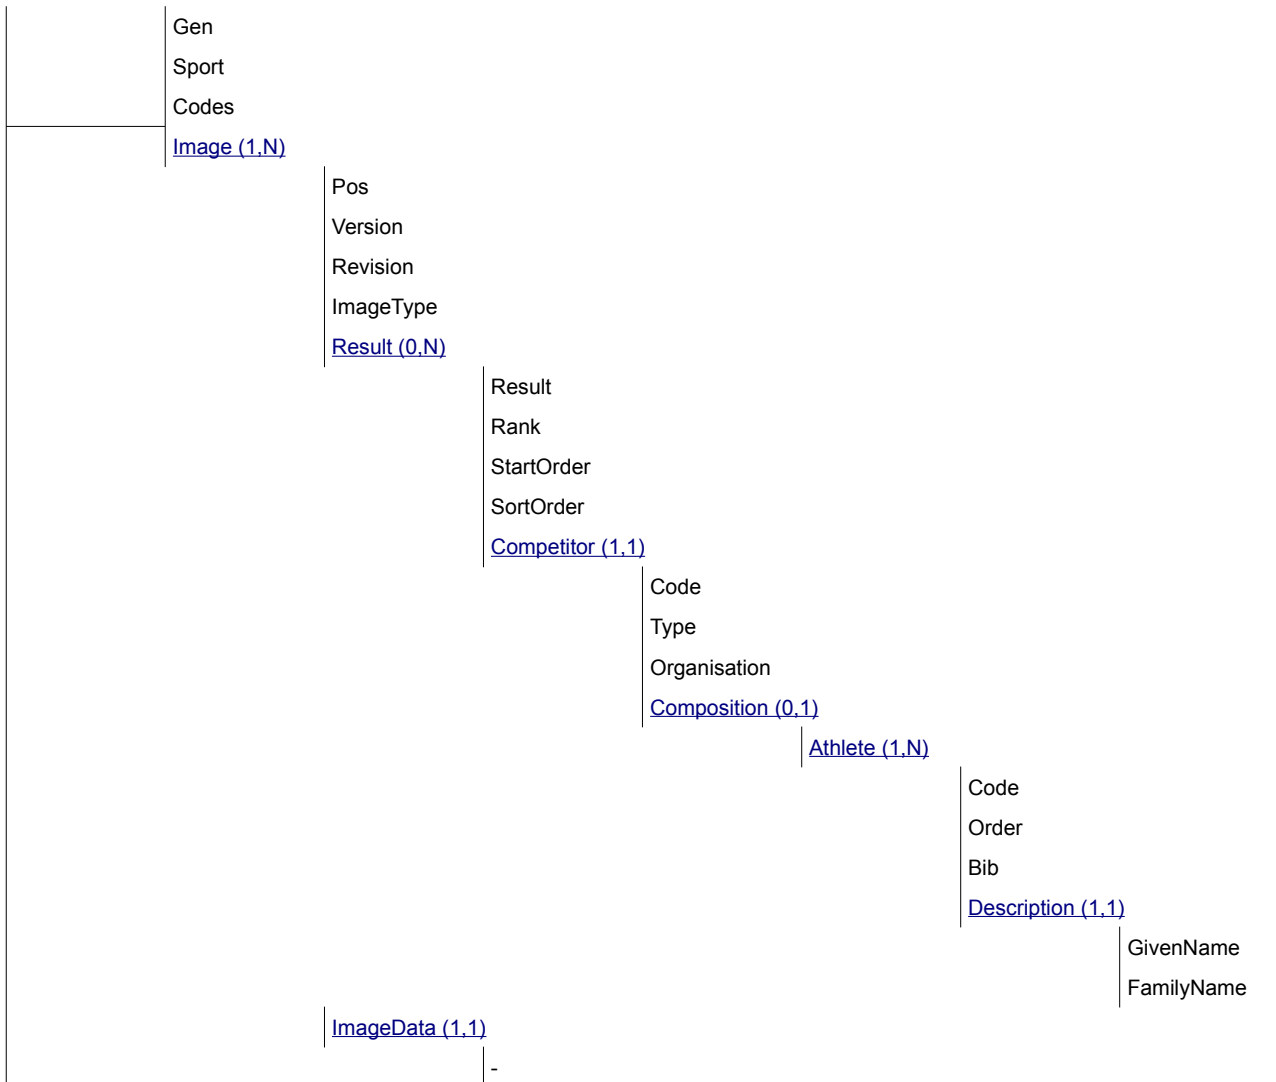 Gen
Sport
Codes
Image (1,N)
Pos
Version
Revision
ImageType
Result (0,N)
Result
Rank
StartOrder
SortOrder
Competitor (1,1)
Code
Type
Organisation
Composition (0,1)
Athlete (1,N)
Code
Order
Bib
Description (1,1)
GivenName
FamilyName
ImageData (1,1)
-